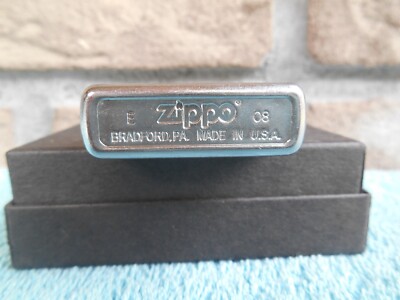 E Zippo® 08
BRADFORD,PA. MADE IN U.S.A.